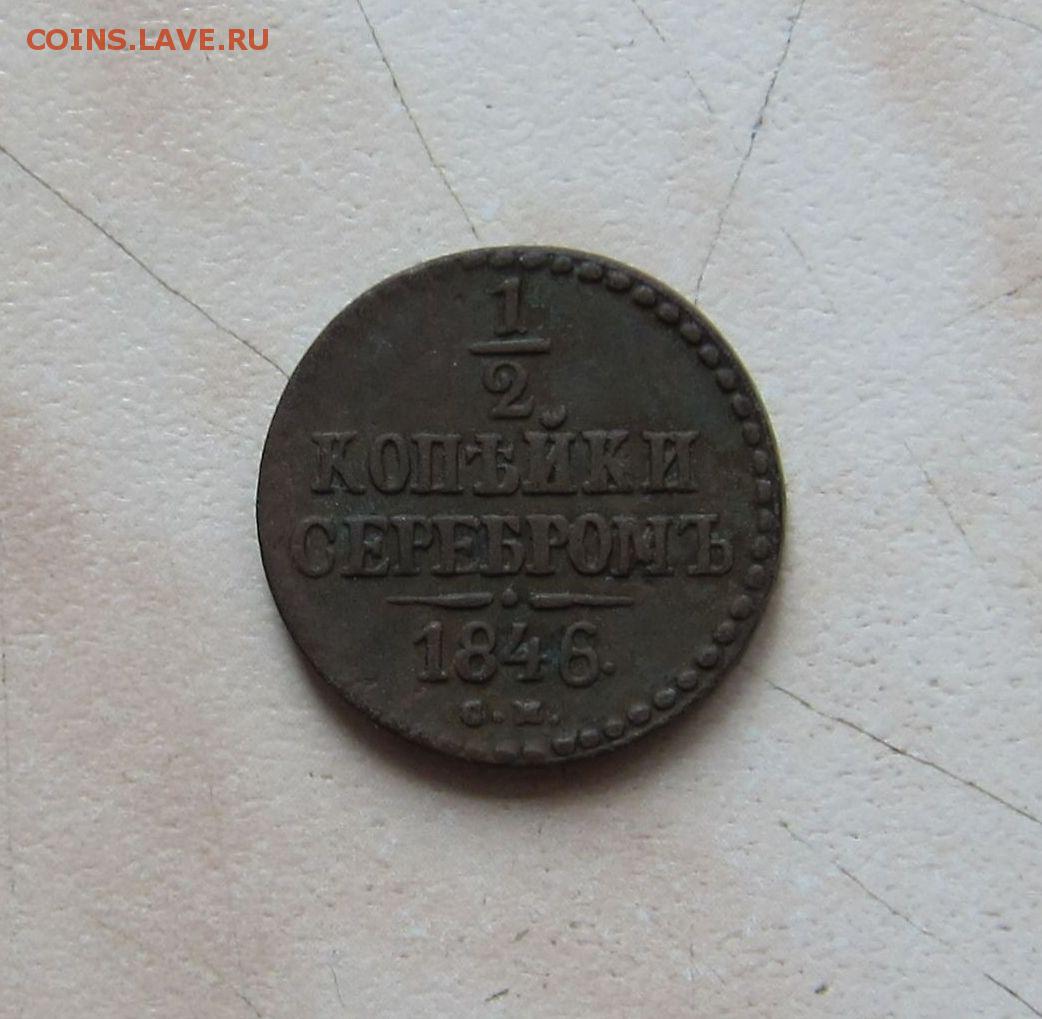 COINS.LAVE.RU
1
2
КОПѢЙКИ
СЕРЕБРОМЪ
1846.
С.М.